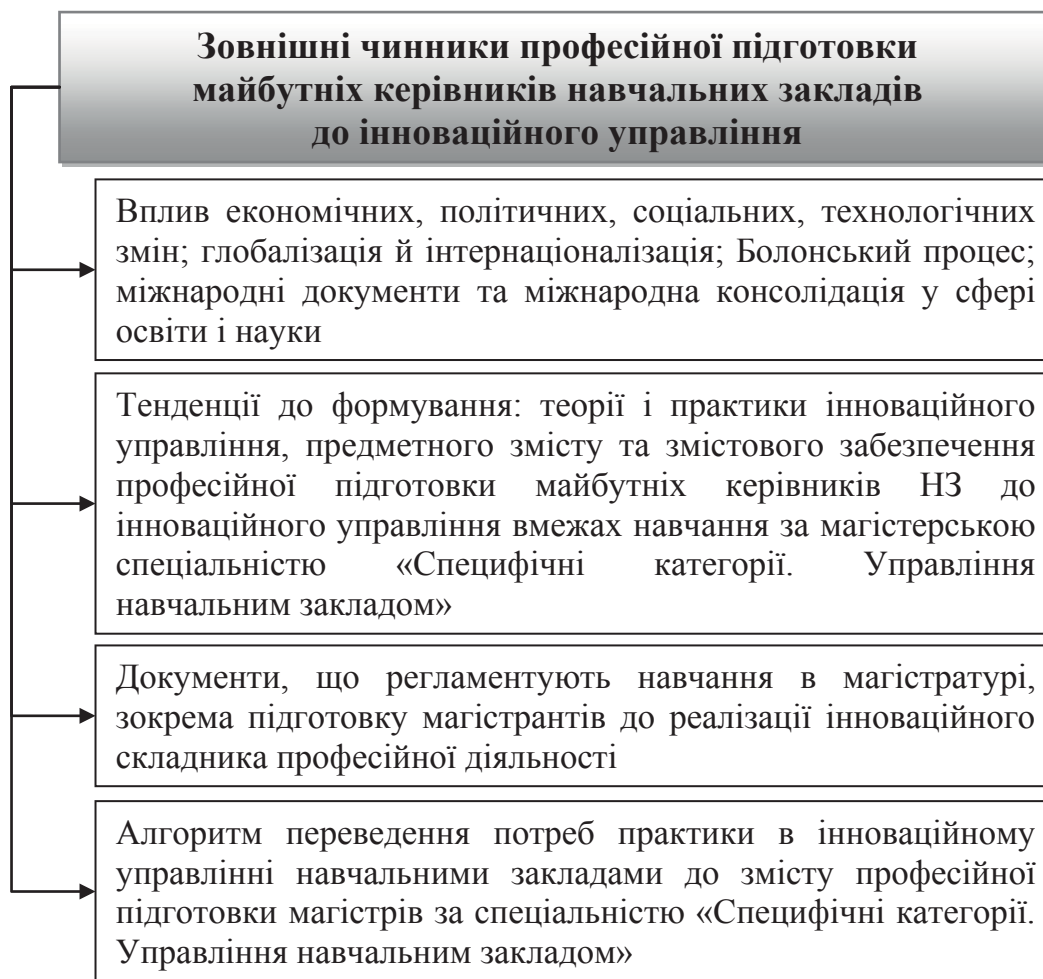 Зовнішні чинники професійної підготовки
майбутніх керівників навчальних закладів
до інноваційного управління
Вплив економічних, політичних, соціальних, технологічних
змін; глобалізація й інтернаціоналізація; Болонський процес;
міжнародні документи та міжнародна консолідація у сфері
освіти і науки
Тенденції до формування: теорії і практики інноваційного
управління, предметного змісту та змістового забезпечення
професійної підготовки майбутніх керівників НЗ до
інноваційного управління вмежах навчання за магістерською
спеціальністю «Специфічні категорії. Управління
навчальним закладом»
Документи, що регламентують навчання в магістратурі,
зокрема підготовку магістрантів до реалізації інноваційного
складника професійної діяльності
Алгоритм переведення потреб практики в інноваційному
управлінні навчальними закладами до змісту професійної
підготовки магістрів за спеціальністю «Специфічні категорії.
Управління навчальним закладом»